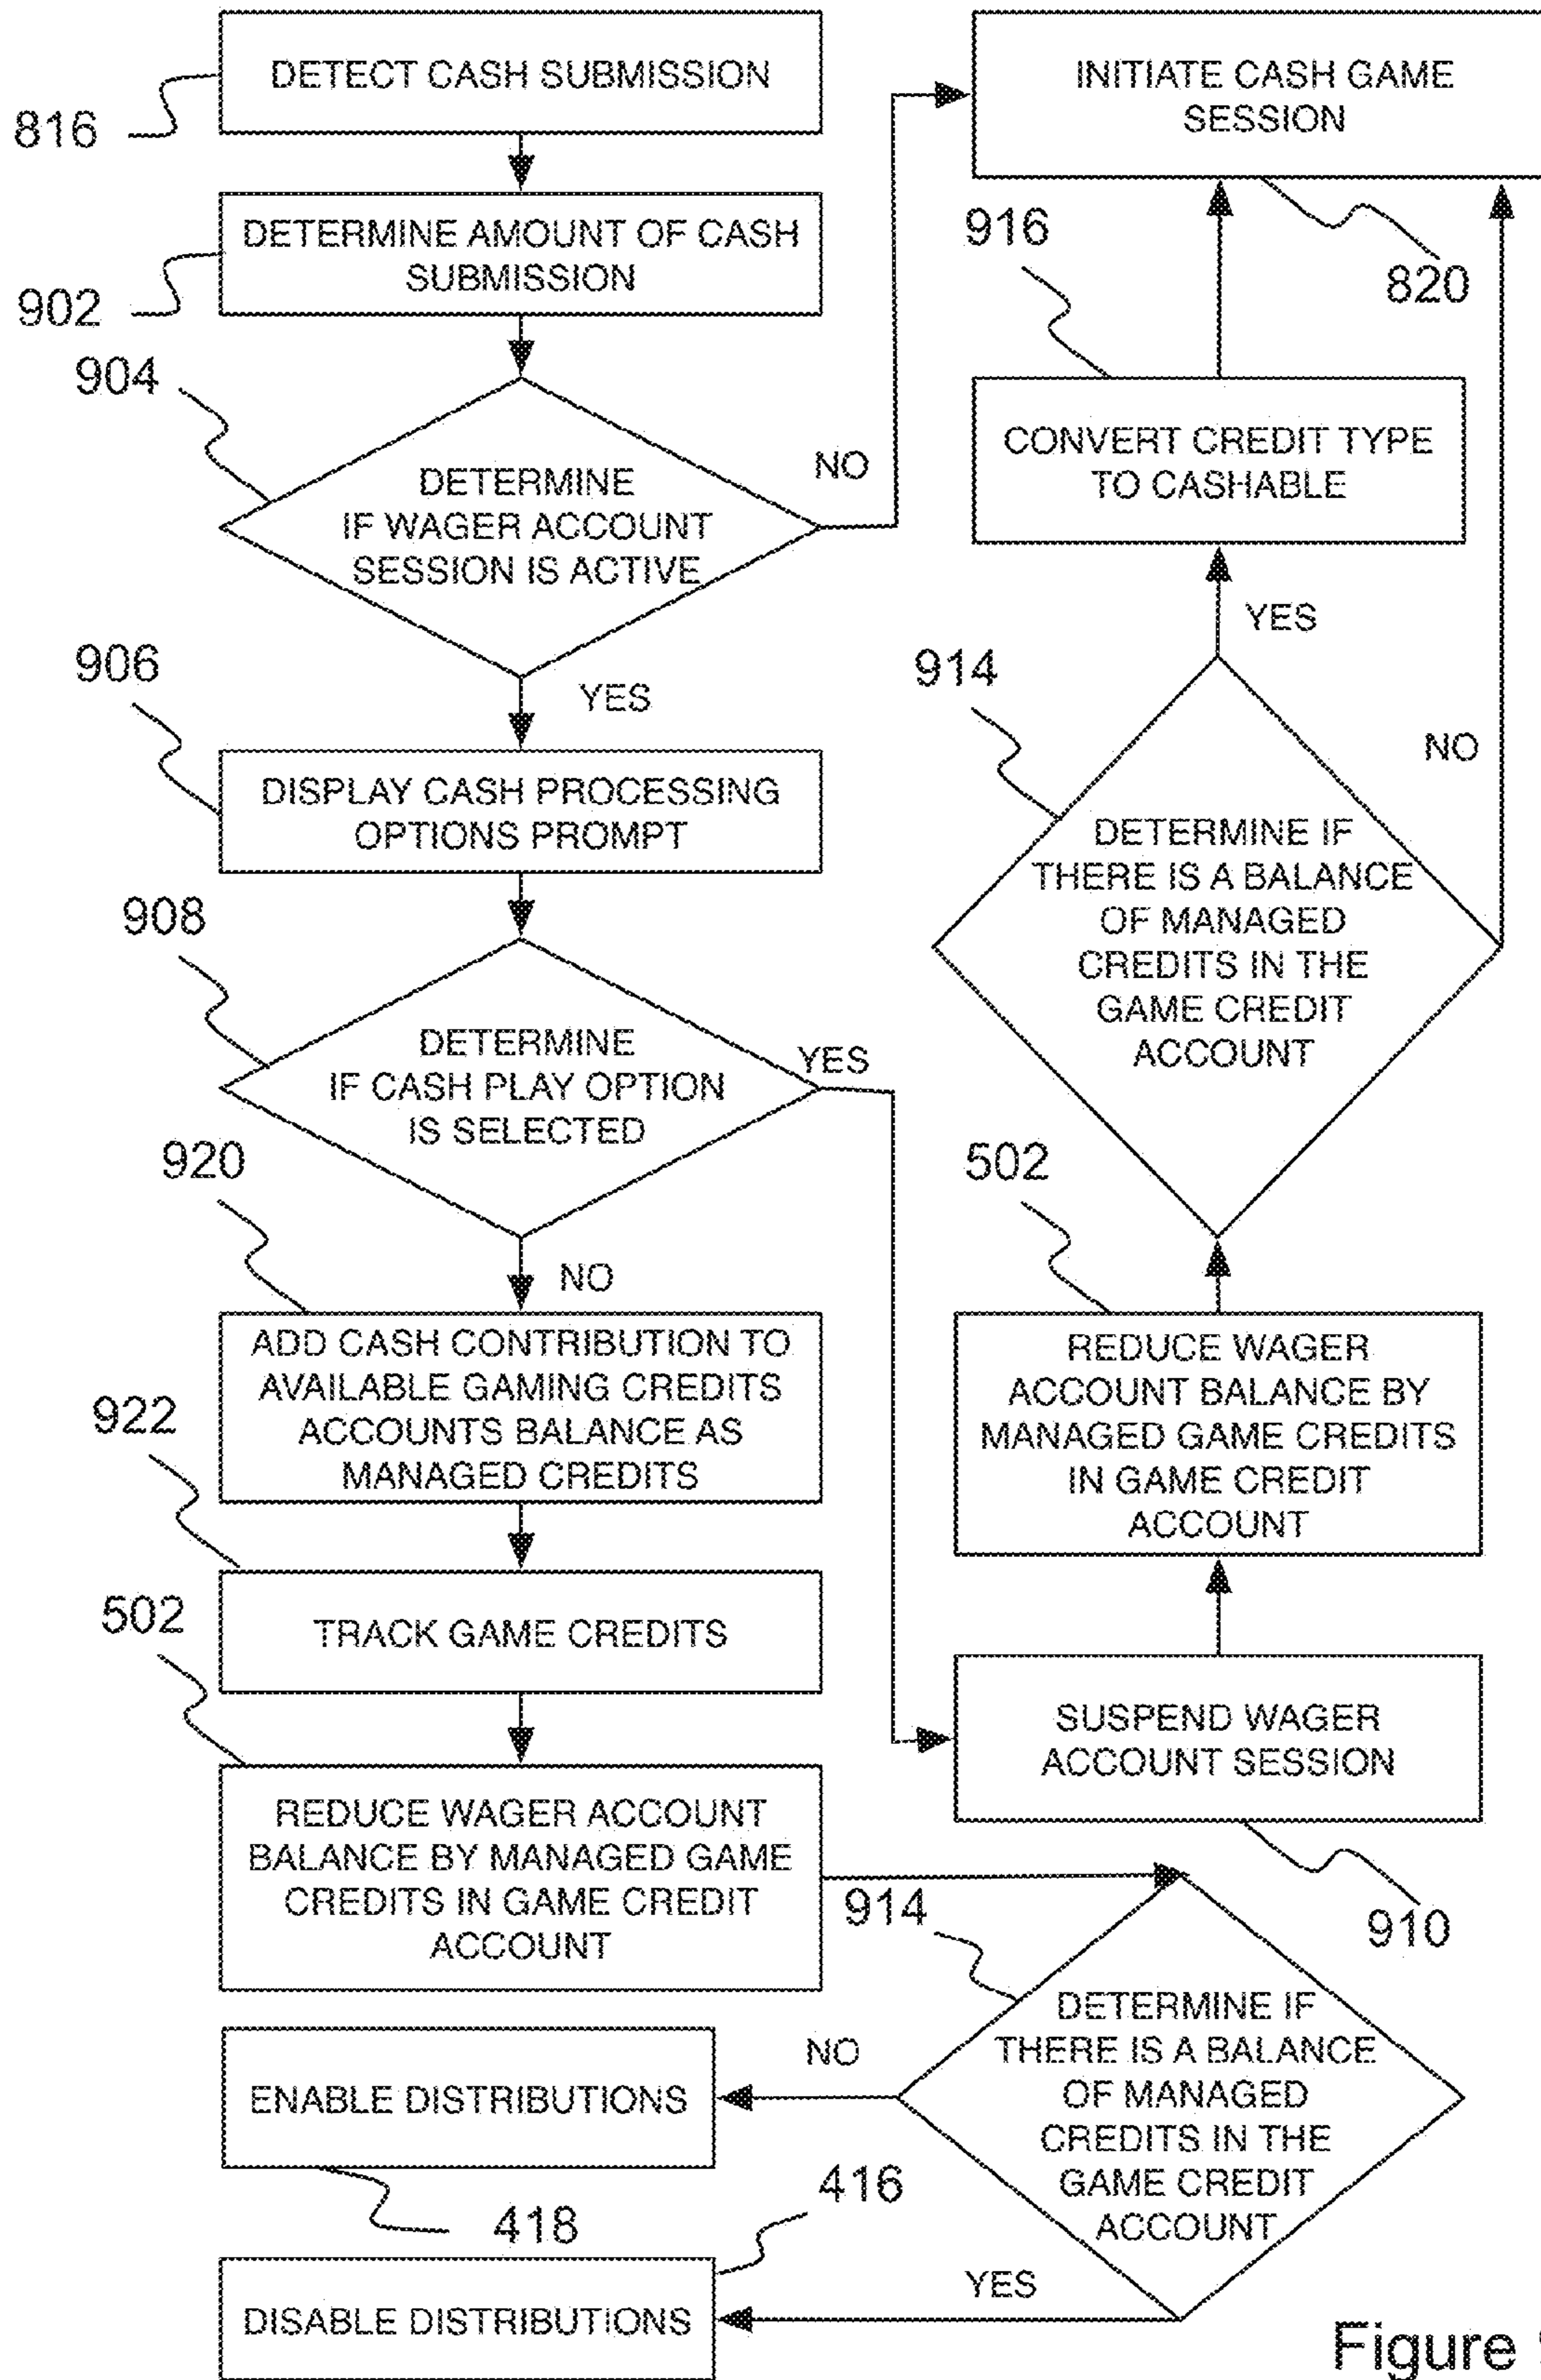 DETECT CASH SUBMISSION
816
DETERMINE AMOUNT OF CASH
SUBMISSION
902
904
DETERMINE
IF WAGER ACCOUNT
SESSION IS ACTIVE
NO
YES
906
DISPLAY CASH PROCESSING
OPTIONS PROMPT
908
DETERMINE
IF CASH PLAY OPTION
IS SELECTED
YES
NO
920
ADD CASH CONTRIBUTION TO
AVAILABLE GAMING CREDITS
ACCOUNTS BALANCE AS
MANAGED CREDITS
922
TRACK GAME CREDITS
502
REDUCE WAGER ACCOUNT
BALANCE BY MANAGED GAME
CREDITS IN GAME CREDIT
ACCOUNT
INITIATE CASH GAME
SESSION
820
916
CONVERT CREDIT TYPE
TO CASHABLE
YES
NO
914
DETERMINE IF
THERE IS A BALANCE
OF MANAGED
CREDITS IN THE
GAME CREDIT
ACCOUNT
502
REDUCE WAGER
ACCOUNT BALANCE BY
MANAGED GAME CREDITS
IN GAME CREDIT
ACCOUNT
SUSPEND WAGER
ACCOUNT SESSION
910
914
DETERMINE IF
THERE IS A BALANCE
OF MANAGED
CREDITS IN THE
GAME CREDIT
ACCOUNT
NO
ENABLE DISTRIBUTIONS
418
416
YES
DISABLE DISTRIBUTIONS
Figure